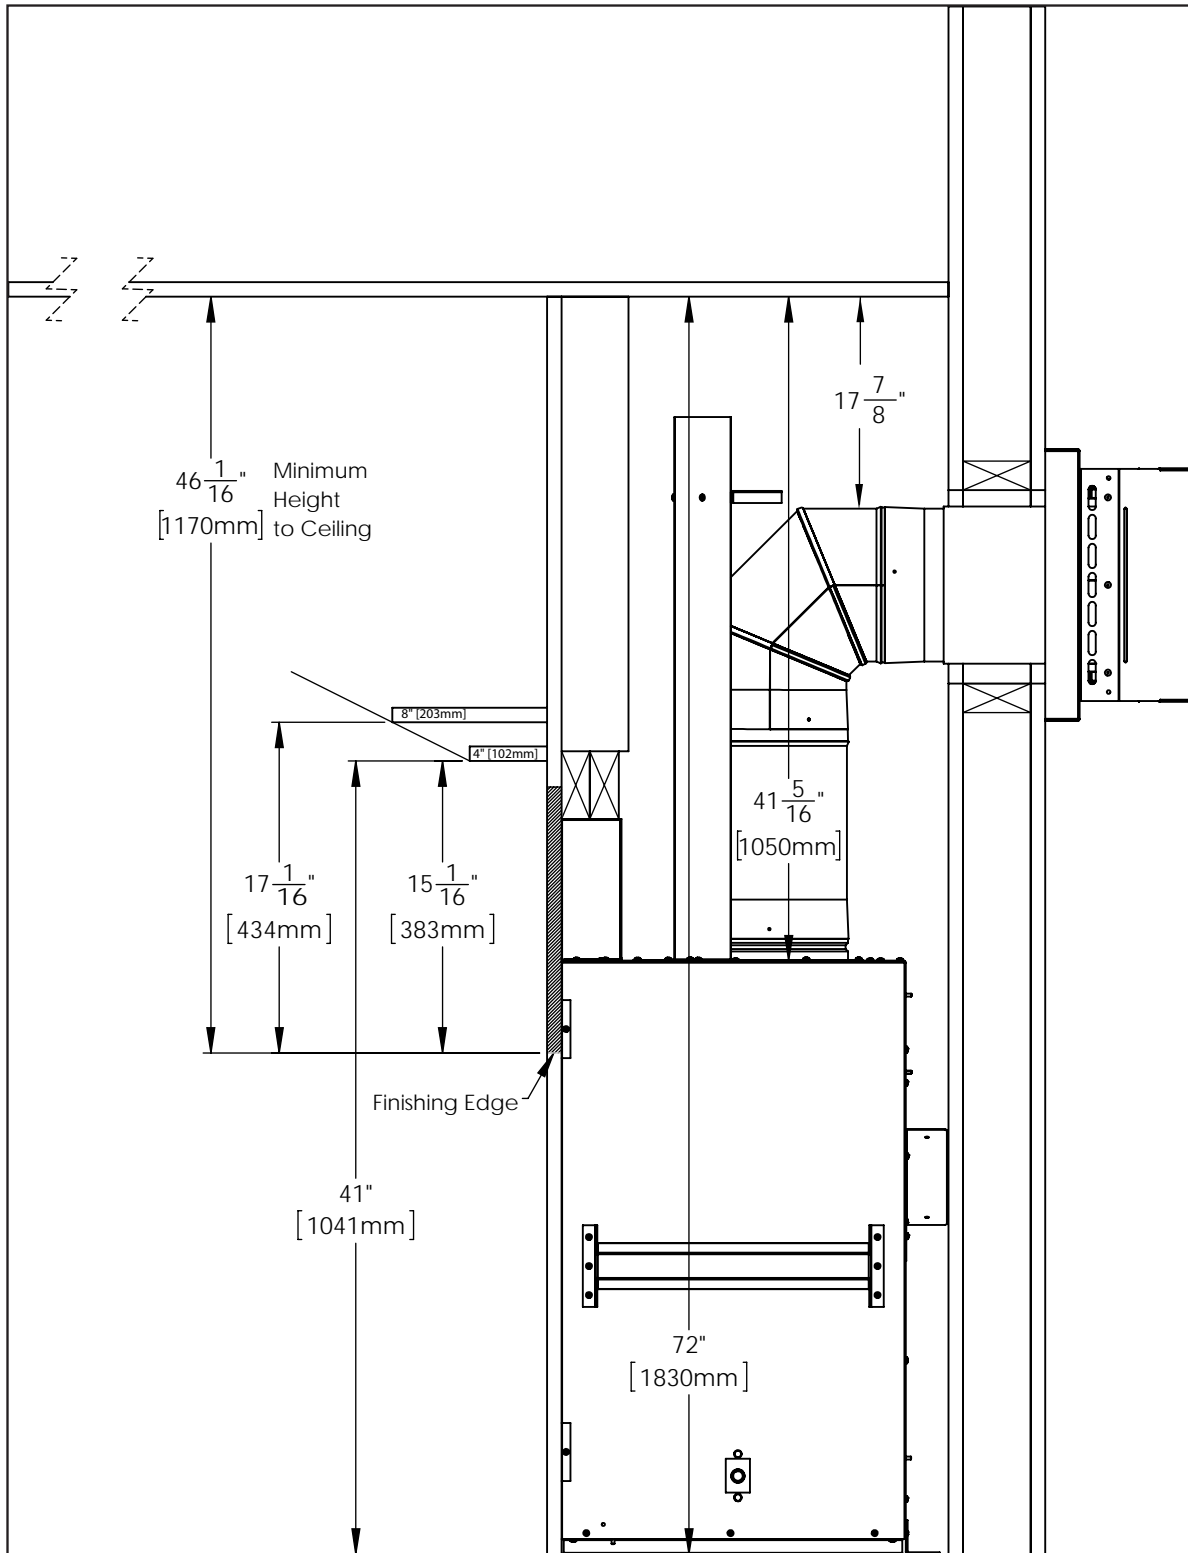 17 7/8"
46 1/16"
[1170mm]
Minimum
Height
to Ceiling
8" [203mm]
4" [102mm]
41 5/16"
[1050mm]
17 1/16"
[434mm]
15 1/16"
[383mm]
Finishing Edge
41"
[1041mm]
72"
[1830mm]